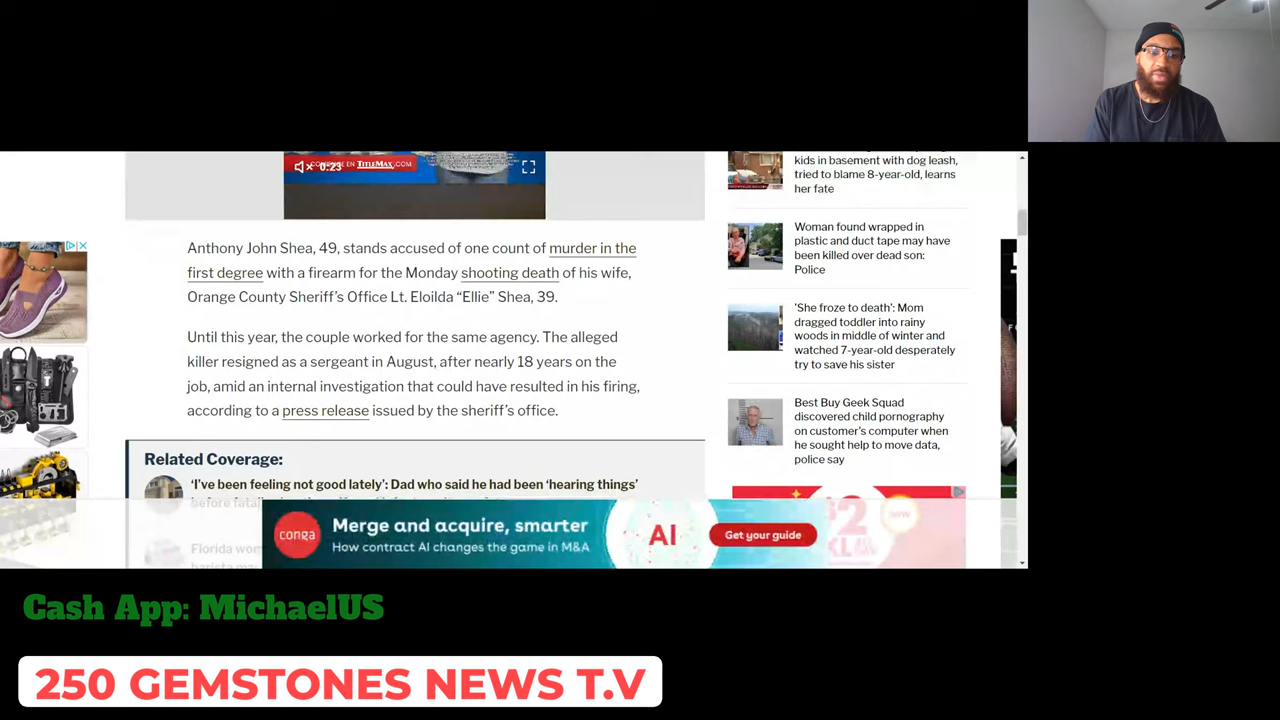 0:23
TITLEMAX.COM
Anthony John Shea, 49, stands accused of one count of murder in the
first degree with a firearm for the Monday shooting death of his wife,
Orange County Sheriff's Office Lt. Eloilda “Ellie” Shea, 39.
Until this year, the couple worked for the same agency. The alleged
killer resigned as a sergeant in August, after nearly 18 years on the
job, amid an internal investigation that could have resulted in his firing,
according to a press release issued by the sheriff's office.
Related Coverage:
‘I've been feeling not good lately’: Dad who said he had been ‘hearing things’
Florida
kids in basement with dog leash,
tried to blame 8-year-old, learns
her fate
Woman found wrapped in
plastic and duct tape may have
been killed over dead son:
Police
'She froze to death': Mom
dragged toddler into rainy
woods in middle of winter and
watched 7-year-old desperately
try to save his sister
Best Buy Geek Squad
discovered child pornography
on customer's computer when
he sought help to move data,
police say
conga
Merge and acquire, smarter
How contract AI changes the game in M&A
AI
Get your guide
Cash App: MichaelUS
250 GEMSTONES NEWS T.V